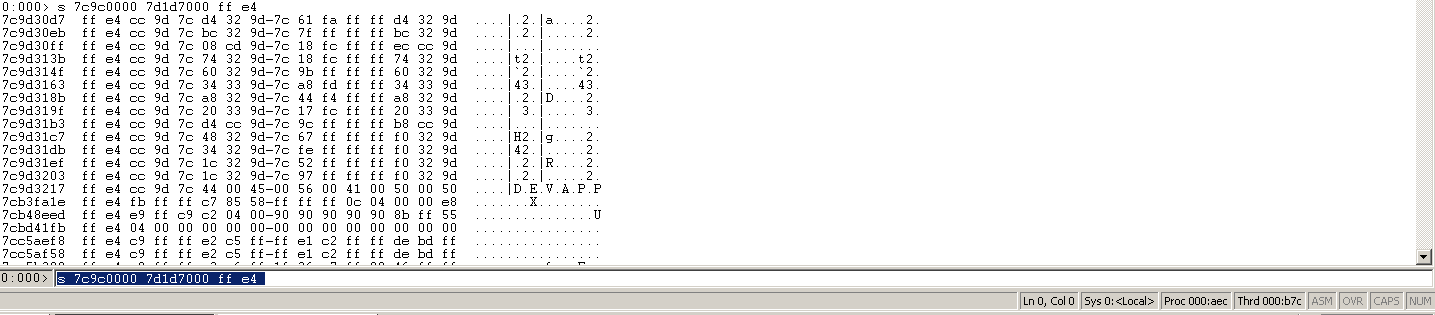 0:000> s 7c9c0000 7d1d7000 ff e4
7c9d30d7  ff e4 cc 9d 7c d4 32 9d-7c 61 fa ff ff d4 32 9d  ....|.2.|a....2.
7c9d30eb  ff e4 cc 9d 7c bc 32 9d-7c 7f ff ff ff bc 32 9d  ....|.2.|.....2.
7c9d30ff  ff e4 cc 9d 7c 08 cd 9d-7c 18 fc ff ff ec cc 9d  ....|...|.......
7c9d313b  ff e4 cc 9d 7c 74 32 9d-7c 18 fc ff ff 74 32 9d  ....|t2.|....t2.
7c9d314f  ff e4 cc 9d 7c 60 32 9d-7c 9b ff ff ff 60 32 9d  ....|`2.|....`2.
7c9d3163  ff e4 cc 9d 7c 34 33 9d-7c a8 fd ff ff 34 33 9d  ....|43.|....43.
7c9d318b  ff e4 cc 9d 7c a8 32 9d-7c 44 f4 ff ff a8 32 9d  ....|.2.|D....2.
7c9d319f  ff e4 cc 9d 7c 20 33 9d-7c 17 fc ff ff 20 33 9d  ....| 3.|.... 3.
7c9d31b3  ff e4 cc 9d 7c d4 cc 9d-7c 9c ff ff ff b8 cc 9d  ....|...|.......
7c9d31c7  ff e4 cc 9d 7c 48 32 9d-7c 67 ff ff ff f0 32 9d  ....|H2.|g....2.
7c9d31db  ff e4 cc 9d 7c 34 32 9d-7c fe ff ff ff f0 32 9d  ....|42.|.....2.
7c9d31ef  ff e4 cc 9d 7c 1c 32 9d-7c 52 ff ff ff f0 32 9d  ....|.2.|R....2.
7c9d3203  ff e4 cc 9d 7c 1c 32 9d-7c 97 ff ff ff f0 32 9d  ....|.2.|.....2.
7c9d3217  ff e4 cc 9d 7c 44 00 45-00 56 00 41 00 50 00 50  ....|D.E.V.A.P.P
7cb3fa1e  ff e4 fb ff ff c7 85 58-ff ff ff 0c 04 00 00 e8  .......X........
7cb48eed  ff e4 e9 ff c9 c2 04 00-90 90 90 90 90 8b ff 55  ...............U
7cbd41fb  ff e4 04 00 00 00 00 00-00 00 00 00 00 00 00 00  ................
7cc5aef8  ff e4 c9 ff ff e2 c5 ff-ff e1 c2 ff ff de bd ff  ................
7cc5af58  ff e4 c9 ff ff e2 c5 ff-ff e1 c2 ff ff de bd ff  ................
0:000> s 7c9c0000 7d1d7000 ff e4
Ln 0, Col 0 Sys 0:<Local> Proc 000:aec Thrd 000:b7c ASM OVR CAPS NUM